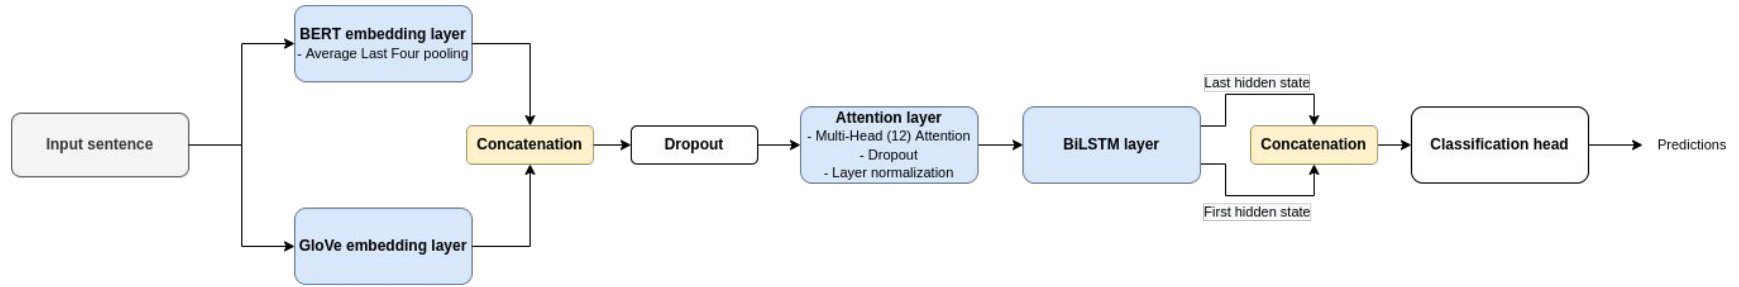 Input sentence
BERT embedding layer
- Average Last Four pooling
GloVe embedding layer
Concatenation
Dropout
Attention layer
- Multi-Head (12) Attention
- Dropout
- Layer normalization
BiLSTM layer
Last hidden state
First hidden state
Concatenation
Classification head
Predictions